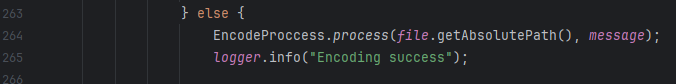 263 } else {
264 EncodeProccess.process(file.getAbsolutePath(), message);
265 logger.info("Encoding success");
266